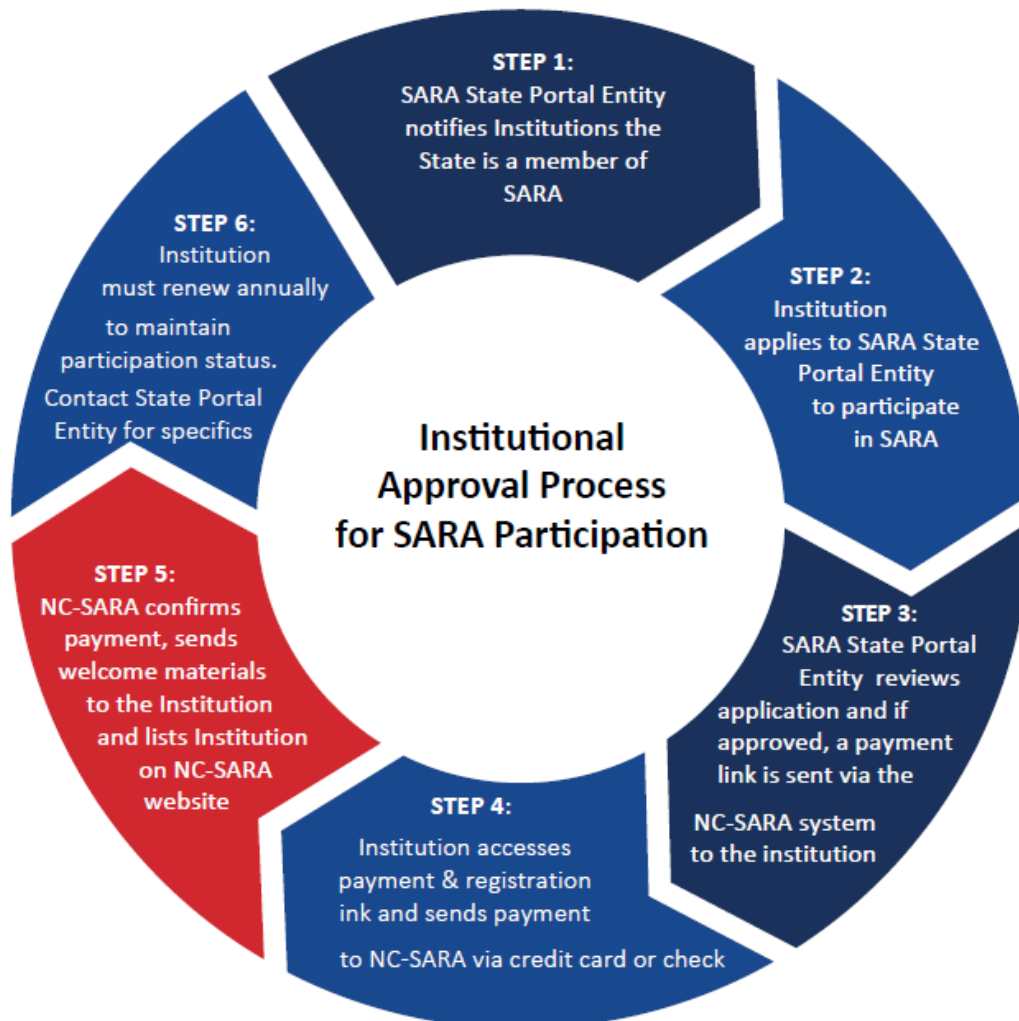 STEP 1:
SARA State Portal Entity
notifies Institutions the
State is a member of
SARA
STEP 2:
Institution
applies to SARA State
Portal Entity
to participate
in SARA
STEP 3:
SARA State Portal
Entity reviews
application and if
approved, a payment
link is sent via the
NC-SARA system
to the institution
STEP 4:
Institution accesses
payment & registration
ink and sends payment
to NC-SARA via credit card or check
STEP 5:
NC-SARA confirms
payment, sends
welcome materials
to the Institution
and lists Institution
on NC-SARA
website
STEP 6:
Institution
must renew annually
to maintain
participation status.
Contact State Portal
Entity for specifics
Institutional
Approval Process
for SARA Participation